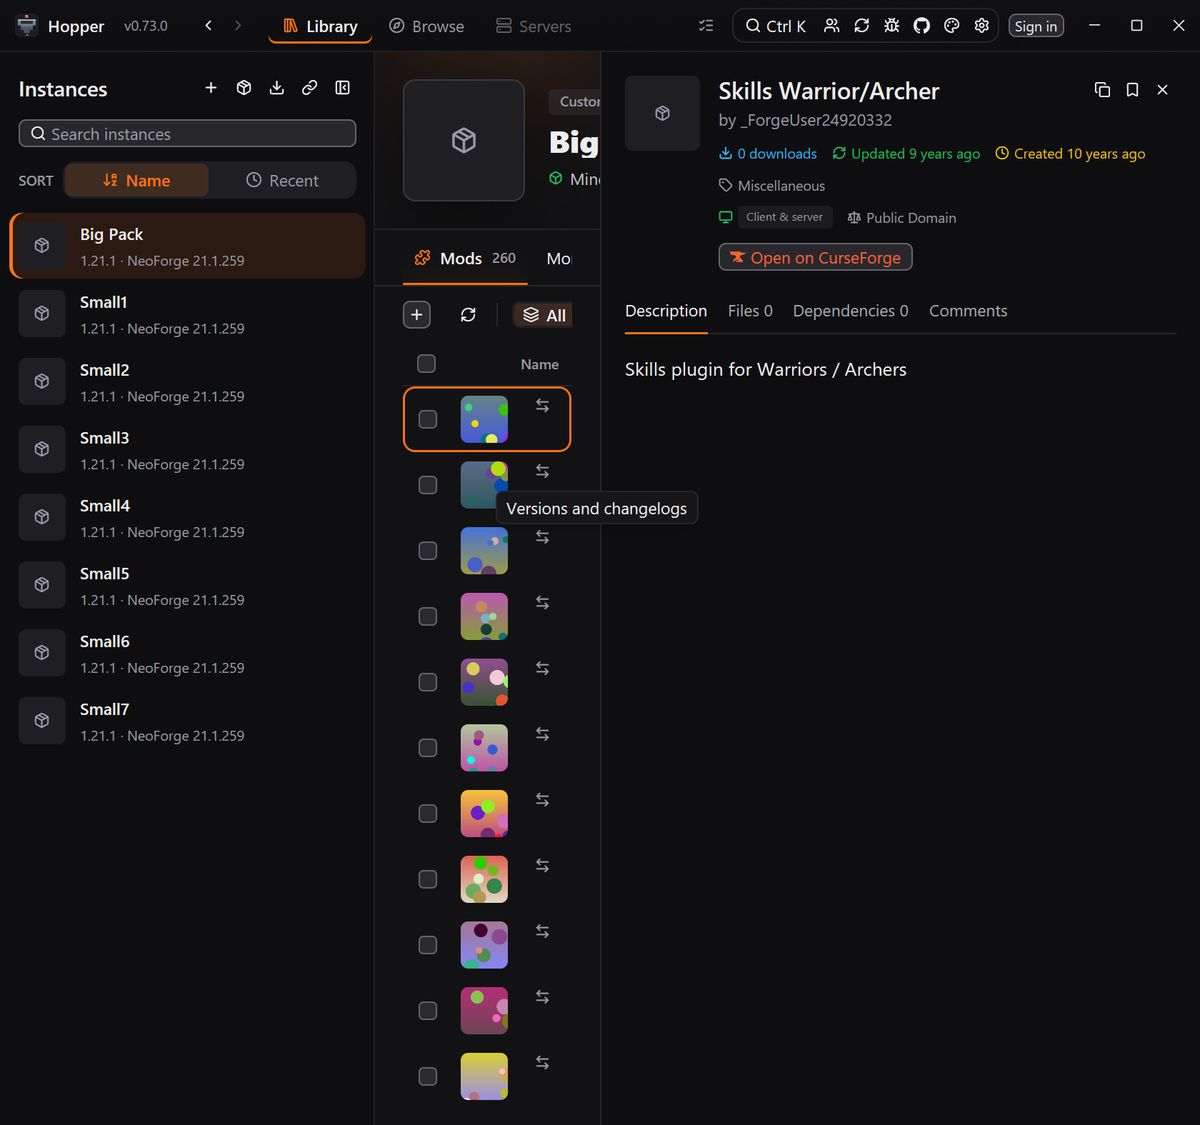 Hopper v0.73.0 Library Browse Servers Ctrl K Sign in
Instances
Search instances
SORT Name Recent
Big Pack
1.21.1 · NeoForge 21.1.259
Small1
1.21.1 · NeoForge 21.1.259
Small2
1.21.1 · NeoForge 21.1.259
Small3
1.21.1 · NeoForge 21.1.259
Small4
1.21.1 · NeoForge 21.1.259
Small5
1.21.1 · NeoForge 21.1.259
Small6
1.21.1 · NeoForge 21.1.259
Small7
1.21.1 · NeoForge 21.1.259
Custor
Big
Mine
Mods 260 Mo
All
Name
Versions and changelogs
Skills Warrior/Archer
by _ForgeUser24920332
0 downloads Updated 9 years ago Created 10 years ago
Miscellaneous
Client & server Public Domain
Open on CurseForge
Description Files 0 Dependencies 0 Comments
Skills plugin for Warriors / Archers